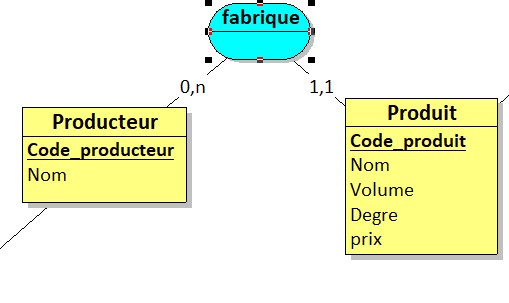 fabrique
0,n
1,1
Producteur
Code_producteur
Nom
Produit
Code_produit
Nom
Volume
Degre
prix